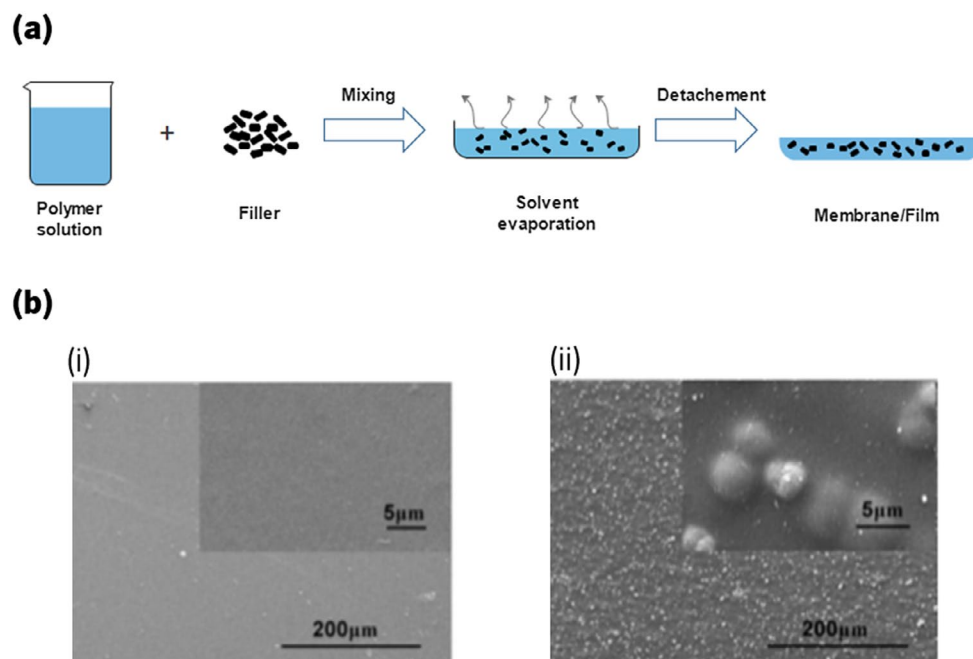 (a)
Mixing
Detachement
+
Polymer
solution
Filler
Solvent
evaporation
Membrane/Film
(b)
(i)
(ii)
5μm
200μm
5μm
200μm